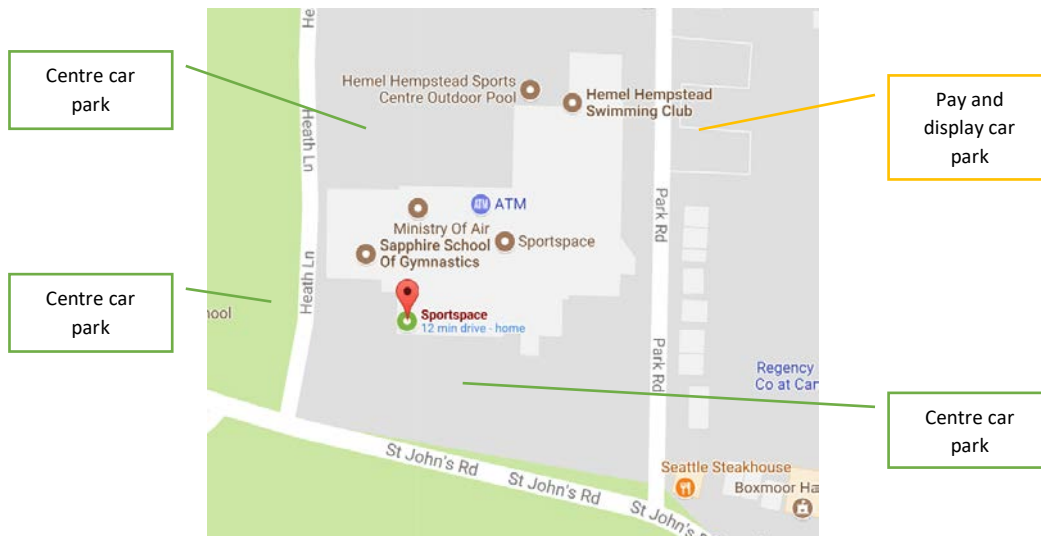 Centre car
park
Centre car
park
Pay and
display car
park
Centre car
park
He
Heath Ln
Heath Ln
Hemel Hempstead Sports
Centre Outdoor Pool
Hemel Hempstead
Swimming Club
ATM
ATM
Ministry Of Air
Sapphire School
Of Gymnastics
Sportspace
Sportspace
12 min drive - home
ool
Park Rd
Park Rd
Regency
Co at Car
St John's Rd
St John's Rd
St John's
Seattle Steakhouse
Boxmoor Ha